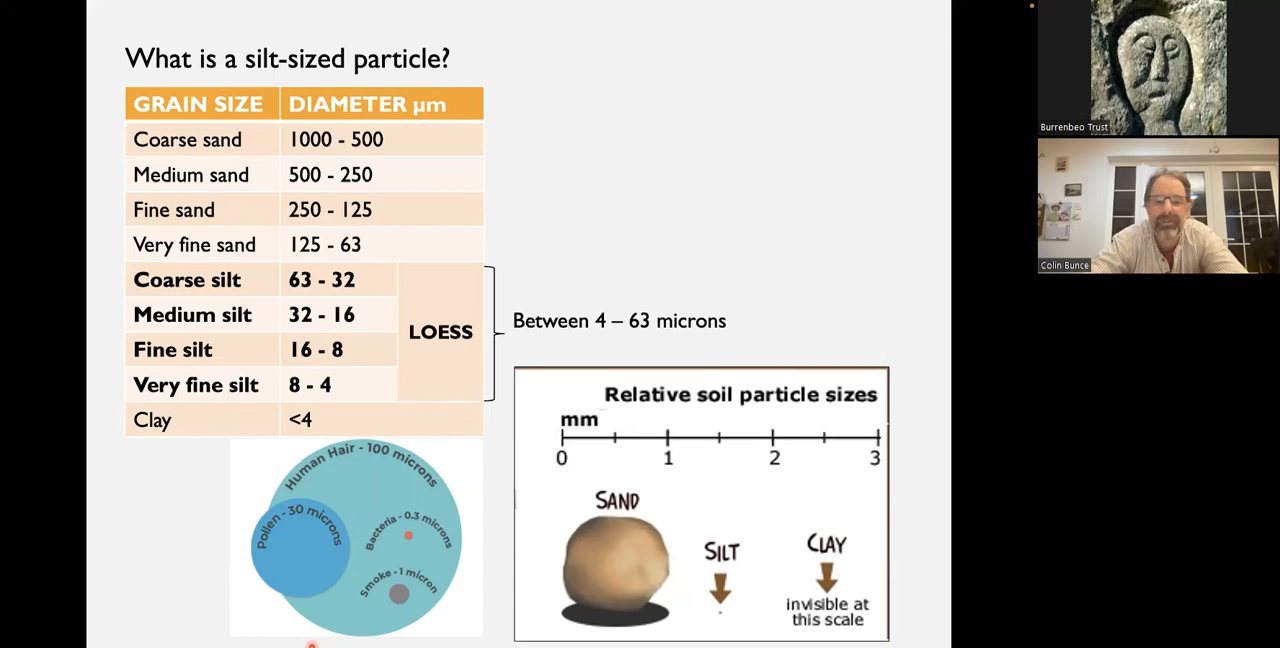 What is a silt-sized particle?
GRAIN SIZE DIAMETER µm
Coarse sand 1000 - 500
Medium sand 500 - 250
Fine sand 250 - 125
Very fine sand 125 - 63
Coarse silt 63 - 32
Medium silt 32 - 16
Fine silt 16 - 8
Very fine silt 8 - 4
LOESS
Clay <4
Between 4 – 63 microns
Human Hair - 100 microns
Pollen - 30 microns
Bacteria - 0.3 microns
Smoke - 1 micron
Relative soil particle sizes
mm
0 1 2 3
SAND
SILT
CLAY
invisible at
this scale
Burrenbeo Trust
Colin Bunce